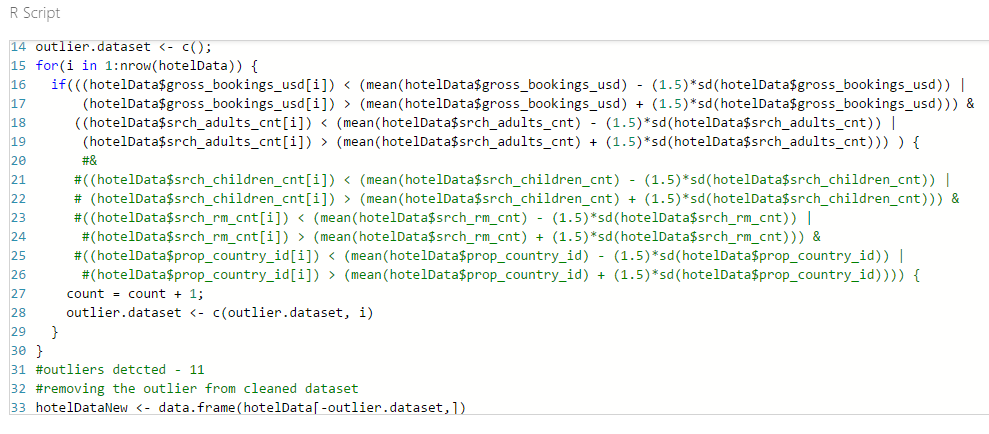 R Script
14 outlier.dataset <- c();
15 for(i in 1:nrow(hotelData)) {
16 if(((hotelData$gross_bookings_usd[i]) < (mean(hotelData$gross_bookings_usd) - (1.5)*sd(hotelData$gross_bookings_usd)) |
17 (hotelData$gross_bookings_usd[i]) > (mean(hotelData$gross_bookings_usd) + (1.5)*sd(hotelData$gross_bookings_usd))) &
18 ((hotelData$srch_adults_cnt[i]) < (mean(hotelData$srch_adults_cnt) - (1.5)*sd(hotelData$srch_adults_cnt)) |
19 (hotelData$srch_adults_cnt[i]) > (mean(hotelData$srch_adults_cnt) + (1.5)*sd(hotelData$srch_adults_cnt))) ) {
20 #&
21 #((hotelData$srch_children_cnt[i]) < (mean(hotelData$srch_children_cnt) - (1.5)*sd(hotelData$srch_children_cnt)) |
22 # (hotelData$srch_children_cnt[i]) > (mean(hotelData$srch_children_cnt) + (1.5)*sd(hotelData$srch_children_cnt))) &
23 #((hotelData$srch_rm_cnt[i]) < (mean(hotelData$srch_rm_cnt) - (1.5)*sd(hotelData$srch_rm_cnt)) |
24 #(hotelData$srch_rm_cnt[i]) > (mean(hotelData$srch_rm_cnt) + (1.5)*sd(hotelData$srch_rm_cnt))) &
25 #((hotelData$prop_country_id[i]) < (mean(hotelData$prop_country_id) - (1.5)*sd(hotelData$prop_country_id)) |
26 #(hotelData$prop_country_id[i]) > (mean(hotelData$prop_country_id) + (1.5)*sd(hotelData$prop_country_id)))) {
27 count = count + 1;
28 outlier.dataset <- c(outlier.dataset, i)
29 }
30 }
31 #outliers detcted - 11
32 #removing the outlier from cleaned dataset
33 hotelDataNew <- data.frame(hotelData[-outlier.dataset,])